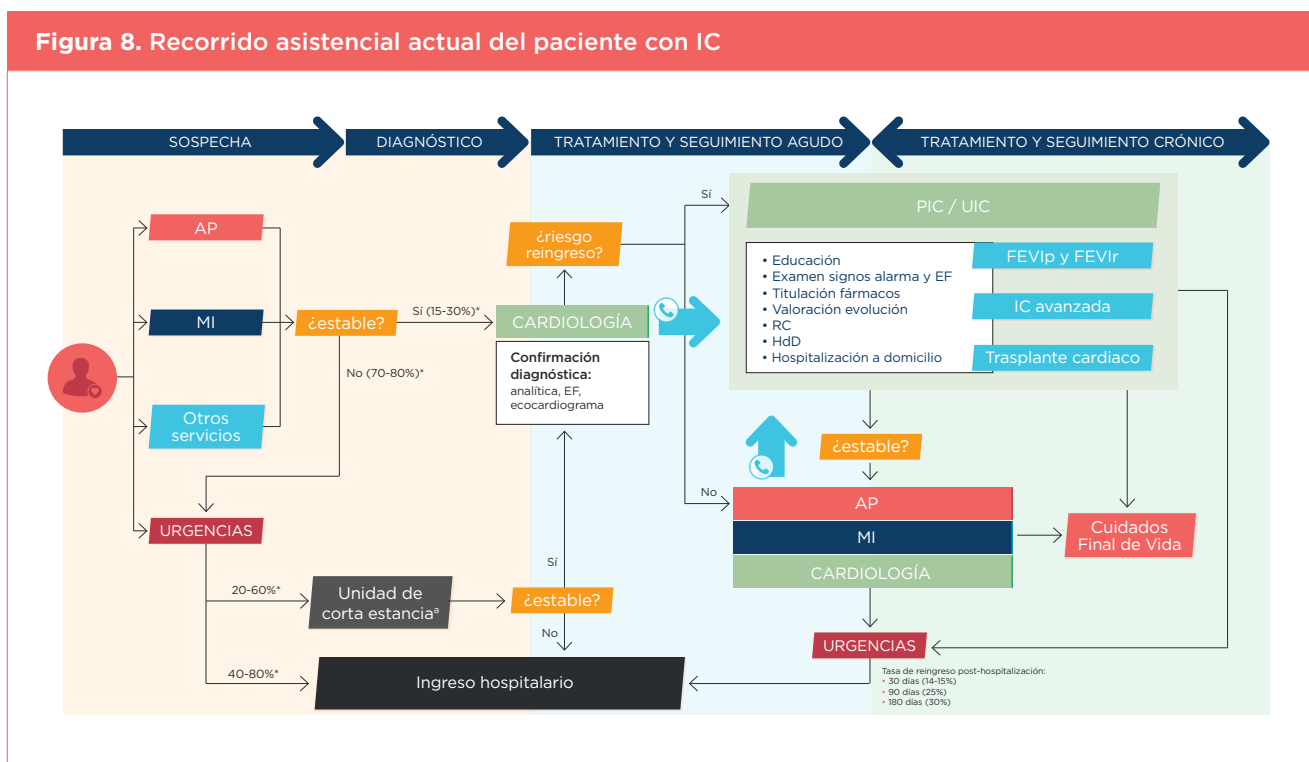 Figura 8. Recorrido asistencial actual del paciente con IC
SOSPECHA
DIAGNÓSTICO
TRATAMIENTO Y SEGUIMIENTO AGUDO
TRATAMIENTO Y SEGUIMIENTO CRÓNICO
AP
MI
Otros
servicios
URGENCIAS
¿estable?
Sí (15-30%)*
No (70-80%)*
20-60%*
40-80%*
Unidad de
corta estanciaª
¿estable?
Sí
No
Ingreso hospitalario
¿riesgo
reingreso?
CARDIOLOGÍA
Confirmación
diagnóstica:
analítica, EF,
ecocardiograma
Sí
No
PIC / UIC
• Educación
• Examen signos alarma y EF
• Titulación fármacos
• Valoración evolución
• RC
• HdD
• Hospitalización a domicilio
FEVIp y FEVIr
IC avanzada
Trasplante cardiaco
¿estable?
AP
MI
CARDIOLOGÍA
Cuidados
Final de Vida
URGENCIAS
Tasa de reingreso post-hospitalización:
• 30 días (14-15%)
• 90 días (25%)
• 180 días (30%)